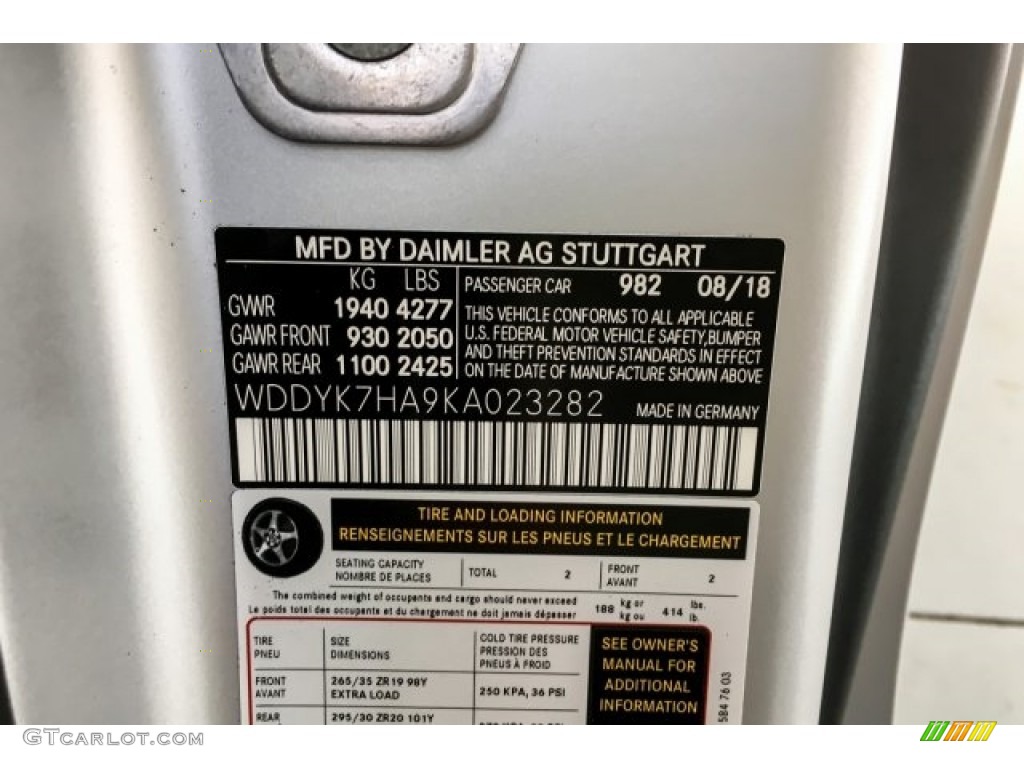 MFD BY DAIMLER AG STUTTGART
KG LBS
GVWR 1940 4277
GAWR FRONT 930 2050
GAWR REAR 1100 2425
PASSENGER CAR 982 08/18
THIS VEHICLE CONFORMS TO ALL APPLICABLE
U.S. FEDERAL MOTOR VEHICLE SAFETY,BUMPER
AND THEFT PREVENTION STANDARDS IN EFFECT
ON THE DATE OF MANUFACTURE SHOWN ABOVE
WDDYK7HA9KA023282 MADE IN GERMANY
TIRE AND LOADING INFORMATION
RENSEIGNEMENTS SUR LES PNEUS ET LE CHARGEMENT
SEATING CAPACITY
NOMBRE DE PLACES
TOTAL 2
FRONT
AVANT 2
The combined weight of occupants and cargo should never exceed
Le poids total des occupants et du chargement ne doit jamais dépasser
188 kg or
kg ou
414 lbs.
lb.
TIRE
PNEU
SIZE
DIMENSIONS
COLD TIRE PRESSURE
PRESSION DES
PNEUS À FROID
FRONT
AVANT
265/35 ZR19 98Y
EXTRA LOAD
250 KPA, 36 PSI
REAR
295/30 ZR20 101Y
SEE OWNER'S
MANUAL FOR
ADDITIONAL
INFORMATION
584 76 03
GTCarLot.com